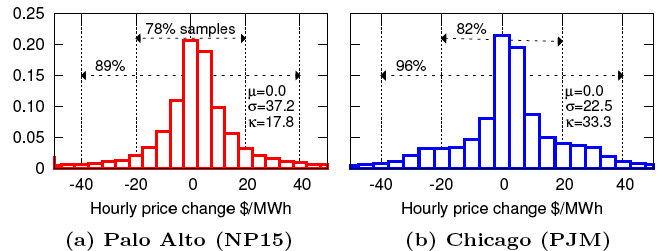 0.25
0.20
0.15
0.10
0.05
0
78% samples
89%
μ=0.0
σ=37.2
κ=17.8
-40 -20 0 20 40
Hourly price change $/MWh
(a) Palo Alto (NP15)
82%
96%
μ=0.0
σ=22.5
κ=33.3
-40 -20 0 20 40
Hourly price change $/MWh
(b) Chicago (PJM)